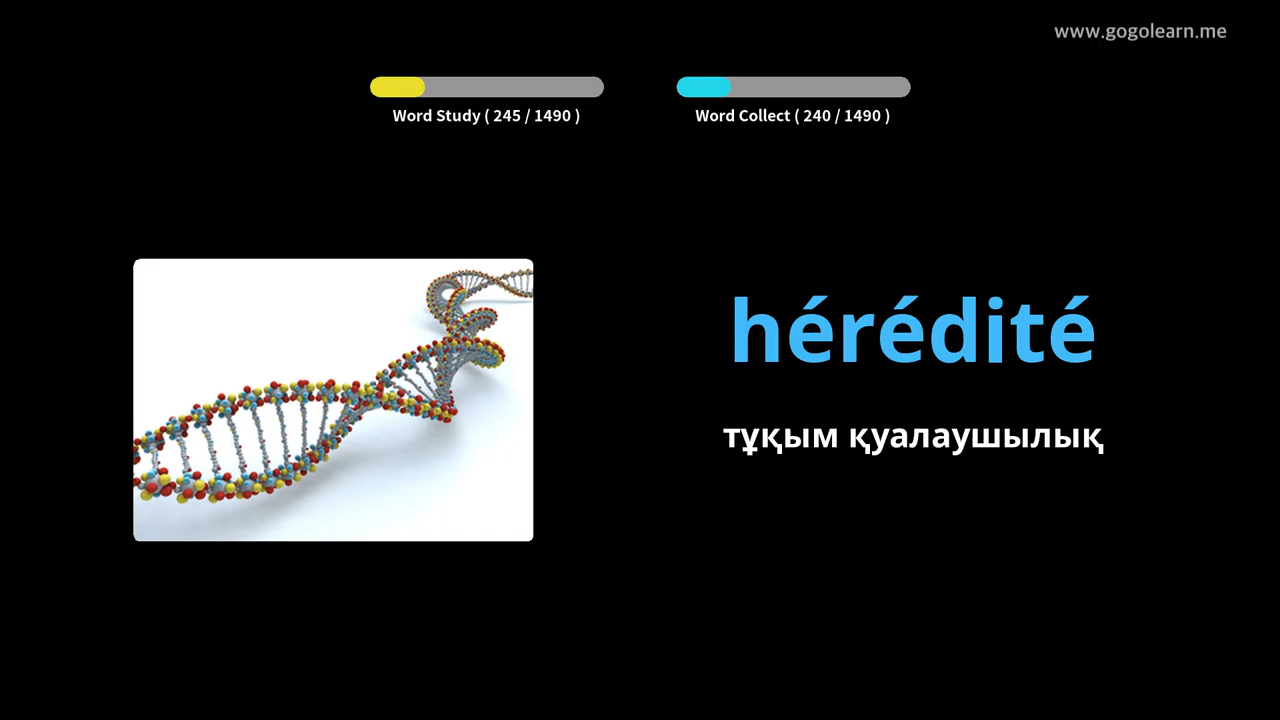 www.gogolearn.me
Word Study ( 245 / 1490 )
Word Collect ( 240 / 1490 )
hérédité
тұқым қуалаушылық